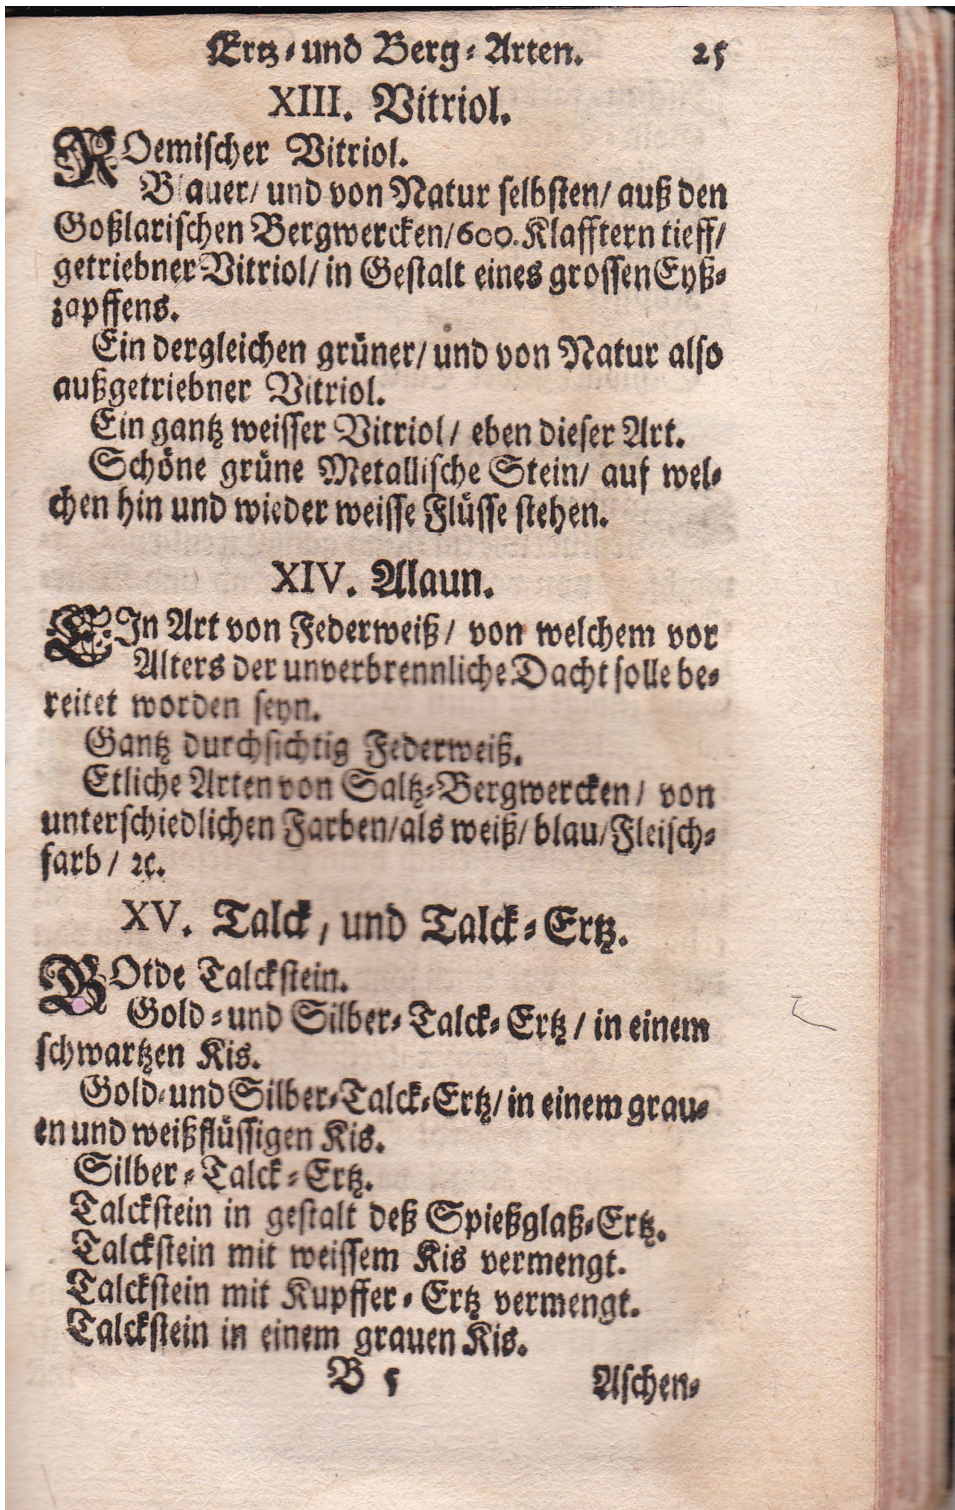 Ertz-und Berg-Arten. 25
XIII. Vitriol.
ROemischer Vitriol.
Blauer/ und von Natur selbsten/ auß den
Goßlarischen Bergwercken/600.Klafftern tieff/
getriebner Vitriol/ in Gestalt eines grossen Eyß-
zapffens.
Ein dergleichen grüner/ und von Natur also
außgetriebner Vitriol.
Ein gantz weisser Vitriol/ eben dieser Art.
Schöne grüne Metallische Stein/ auf wel-
chen hin und wieder weisse Flüsse stehen.
XIV. Alaun.
EIn Art von Federweiß/ von welchem vor
Alters der unverbrennliche Dacht solle be-
reitet worden seyn.
Gantz durchsichtig Federweiß.
Etliche Arten von Saltz-Bergwercken/ von
unterschiedlichen Farben/als weiß/ blau/Fleisch-
farb/ ꝛc.
XV. Talck, und Talck-Ertz.
ROtde Talckstein.
Gold-und Silber-Talck-Ertz/ in einem
schwartzen Kis.
Gold-und Silber-Talck-Ertz/ in einem grau-
en und weißflüssigen Kis.
Silber-Talck-Ertz.
Talckstein in gestalt deß Spießglaß-Ertz.
Talckstein mit weissem Kis vermengt.
Talckstein mit Kupffer-Ertz vermengt.
Talckstein in einem grauen Kis.
B 5 Aschen-